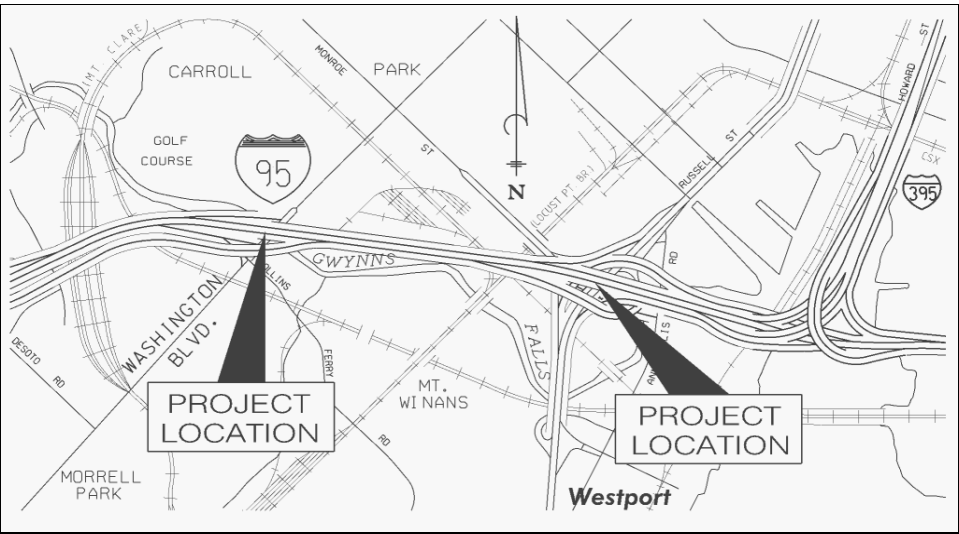 (MT. CLARE)
CARROLL
MONROE
PARK
HOWARD
ST
GOLF
COURSE
95
ST
N
(LOCUST PT. BR)
RUSSELL
ST
CSX
395
GWYNNS
RD
WASHINGTON
BLVD.
FALLS
DESOTO
RD
FERRY
MT.
WINANS
PROJECT
LOCATION
PROJECT
LOCATION
RD
MORRELL
PARK
Westport